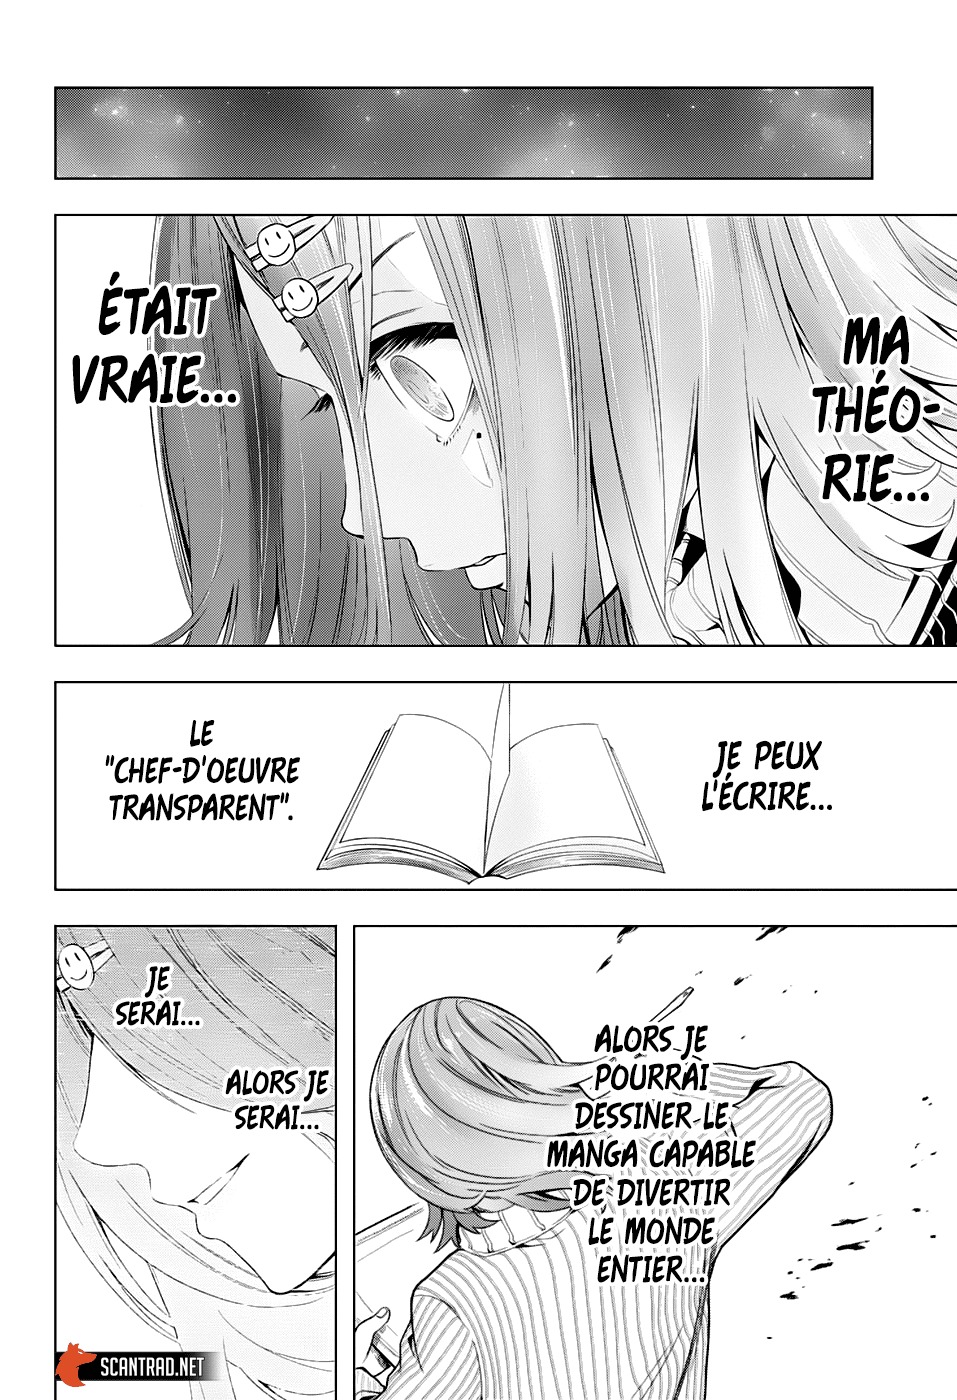 MA
THÉO-
RIE...
ÉTAIT
VRAIE...
JE PEUX
L'ÉCRIRE...
LE
"CHEF-D'OEUVRE
TRANSPARENT".
ALORS JE
POURRAI
DESSINER LE
MANGA CAPABLE
DE DIVERTIR
LE MONDE
ENTIER...
JE
SERAI...
ALORS JE
SERAI...
SCANTRAD.NET